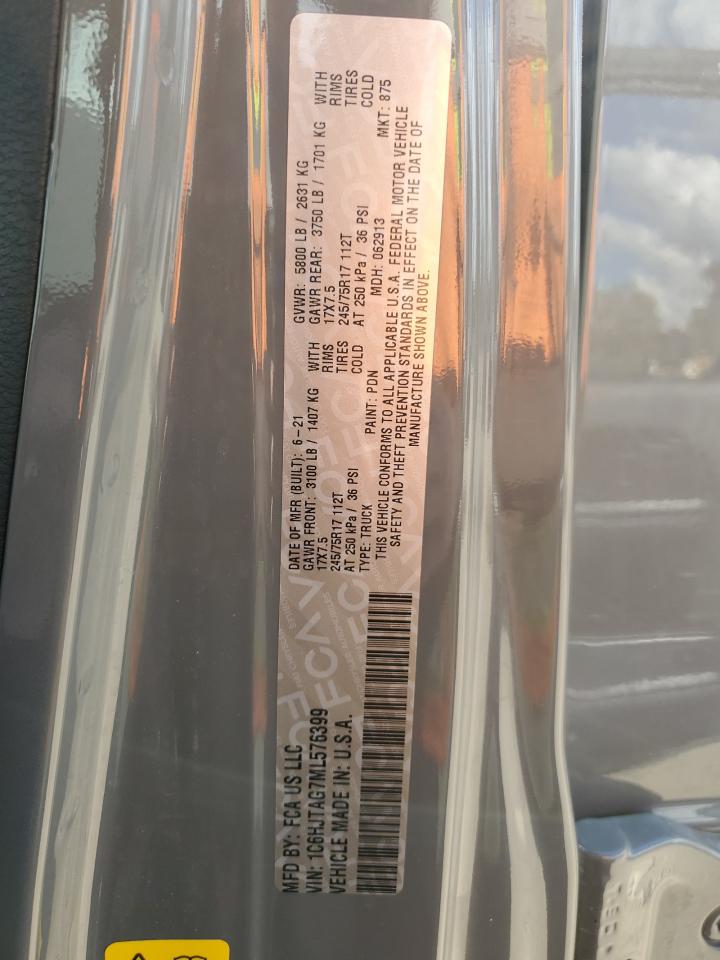 MFD BY: FCA US LLC
VIN: 1C6HJTAG7ML576399
VEHICLE MADE IN: U.S.A.
DATE OF MFR (BUILT): 6-21
GAWR FRONT: 3100 LB / 1407 KG WITH
17X7.5 RIMS
245/75R17 112T TIRES
AT 250 kPa / 36 PSI COLD
GVWR: 5800 LB / 2631 KG
GAWR REAR: 3750 LB / 1701 KG WITH
17X7.5 RIMS
245/75R17 112T TIRES
AT 250 kPa / 36 PSI COLD
TYPE: TRUCK PAINT: PDN MDH: 062913 MKT: 875
THIS VEHICLE CONFORMS TO ALL APPLICABLE U.S.A. FEDERAL MOTOR VEHICLE
SAFETY AND THEFT PREVENTION STANDARDS IN EFFECT ON THE DATE OF
MANUFACTURE SHOWN ABOVE.
FCA